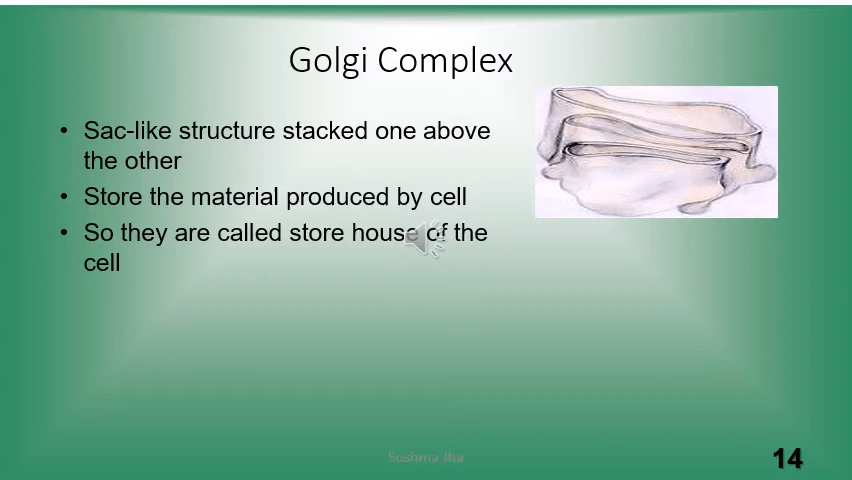 Golgi Complex
• Sac-like structure stacked one above
the other
• Store the material produced by cell
• So they are called store house of the
cell
Sushma Jha
14